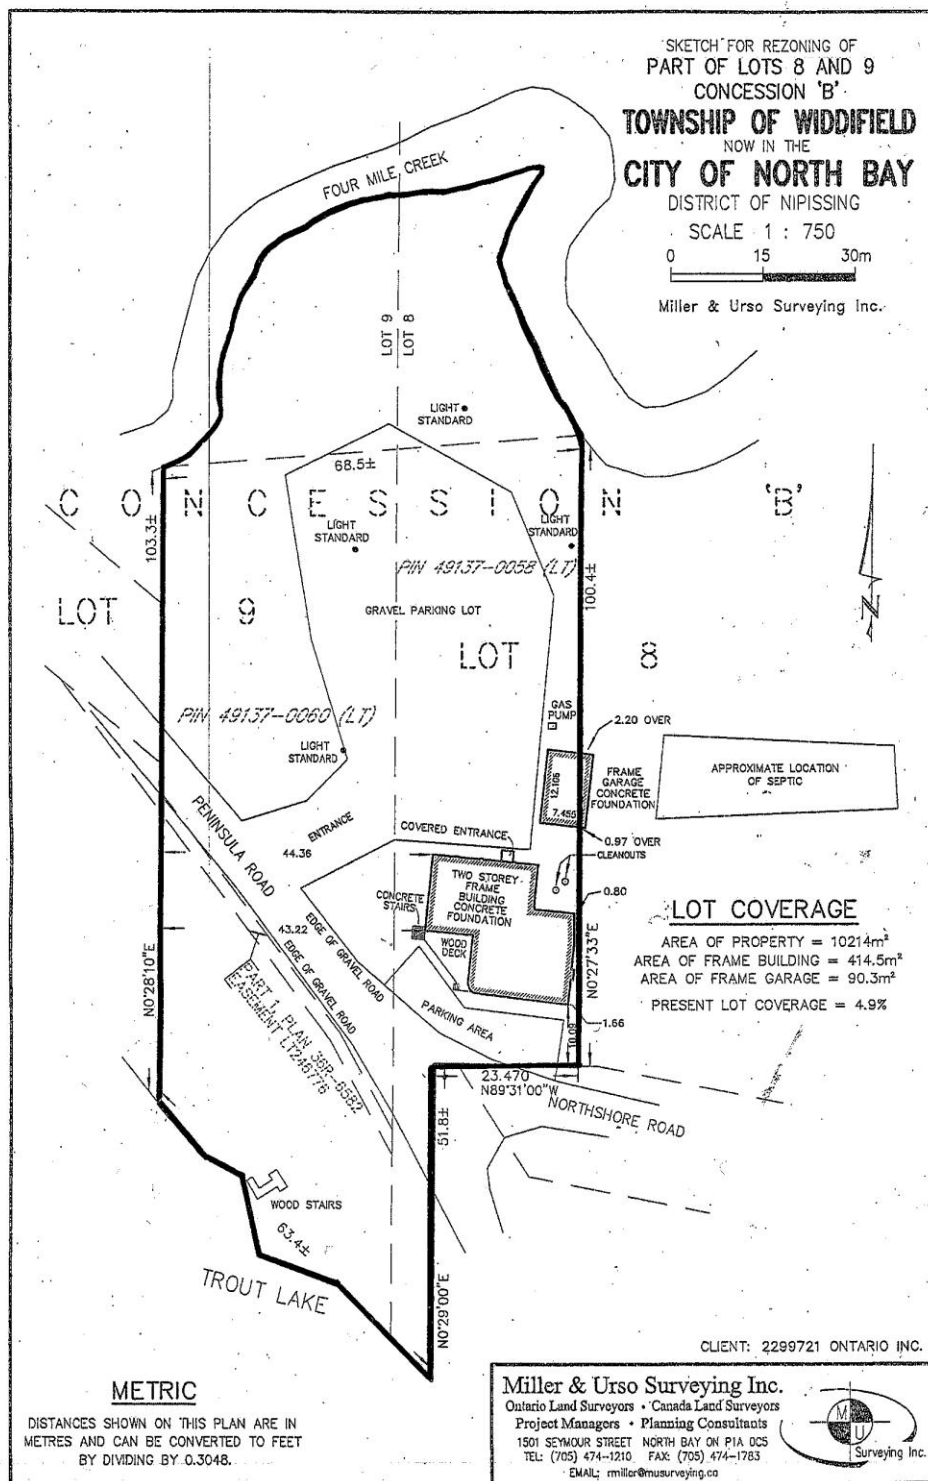 SKETCH FOR REZONING OF
PART OF LOTS 8 AND 9
CONCESSION 'B'
TOWNSHIP OF WIDDIFIELD
NOW IN THE
CITY OF NORTH BAY
DISTRICT OF NIPISSING
SCALE 1 : 750
0 15 30m
Miller & Urso Surveying Inc.
FOUR MILE CREEK
LOT 9
LOT 8
LIGHT
STANDARD
68.5±
CONCESSION 'B'
103.3±
LIGHT
STANDARD
LIGHT
STANDARD
PIN 49137-0058 (LT)
100.4±
GRAVEL PARKING LOT
N
LOT 9
LOT 8
PIN 49137-0060 (LT)
GAS
PUMP
2.20 OVER
LIGHT
STANDARD
12.105
7.455
FRAME
GARAGE
CONCRETE
FOUNDATION
APPROXIMATE LOCATION
OF SEPTIC
PENINSULA ROAD
ENTRANCE
COVERED ENTRANCE
0.97 OVER
CLEANOUTS
44.36
TWO STOREY
FRAME
BUILDING
CONCRETE
FOUNDATION
CONCRETE
STAIRS
0.80
43.22
EDGE OF GRAVEL ROAD
EDGE OF GRAVEL ROAD
WOOD
DECK
N0°28'10"E
N0°27'33"E
LOT COVERAGE
AREA OF PROPERTY = 10214m²
AREA OF FRAME BUILDING = 414.5m²
AREA OF FRAME GARAGE = 90.3m²
PRESENT LOT COVERAGE = 4.9%
PART 1, PLAN 36R-6582
EASEMENT LT246776
PARKING AREA
1.66
10.09
23.470
N89°31'00"W
NORTHSHORE ROAD
51.8±
WOOD STAIRS
63.4±
TROUT LAKE
N0°29'00"E
CLIENT: 2299721 ONTARIO INC.
METRIC
DISTANCES SHOWN ON THIS PLAN ARE IN
METRES AND CAN BE CONVERTED TO FEET
BY DIVIDING BY 0.3048.
Miller & Urso Surveying Inc.
Ontario Land Surveyors • Canada Land Surveyors
Project Managers • Planning Consultants
1501 SEYMOUR STREET NORTH BAY ON P1A 0C5
TEL: (705) 474-1210 FAX: (705) 474-1783
EMAIL: rmiller@musurveying.ca
M
U
Surveying Inc.